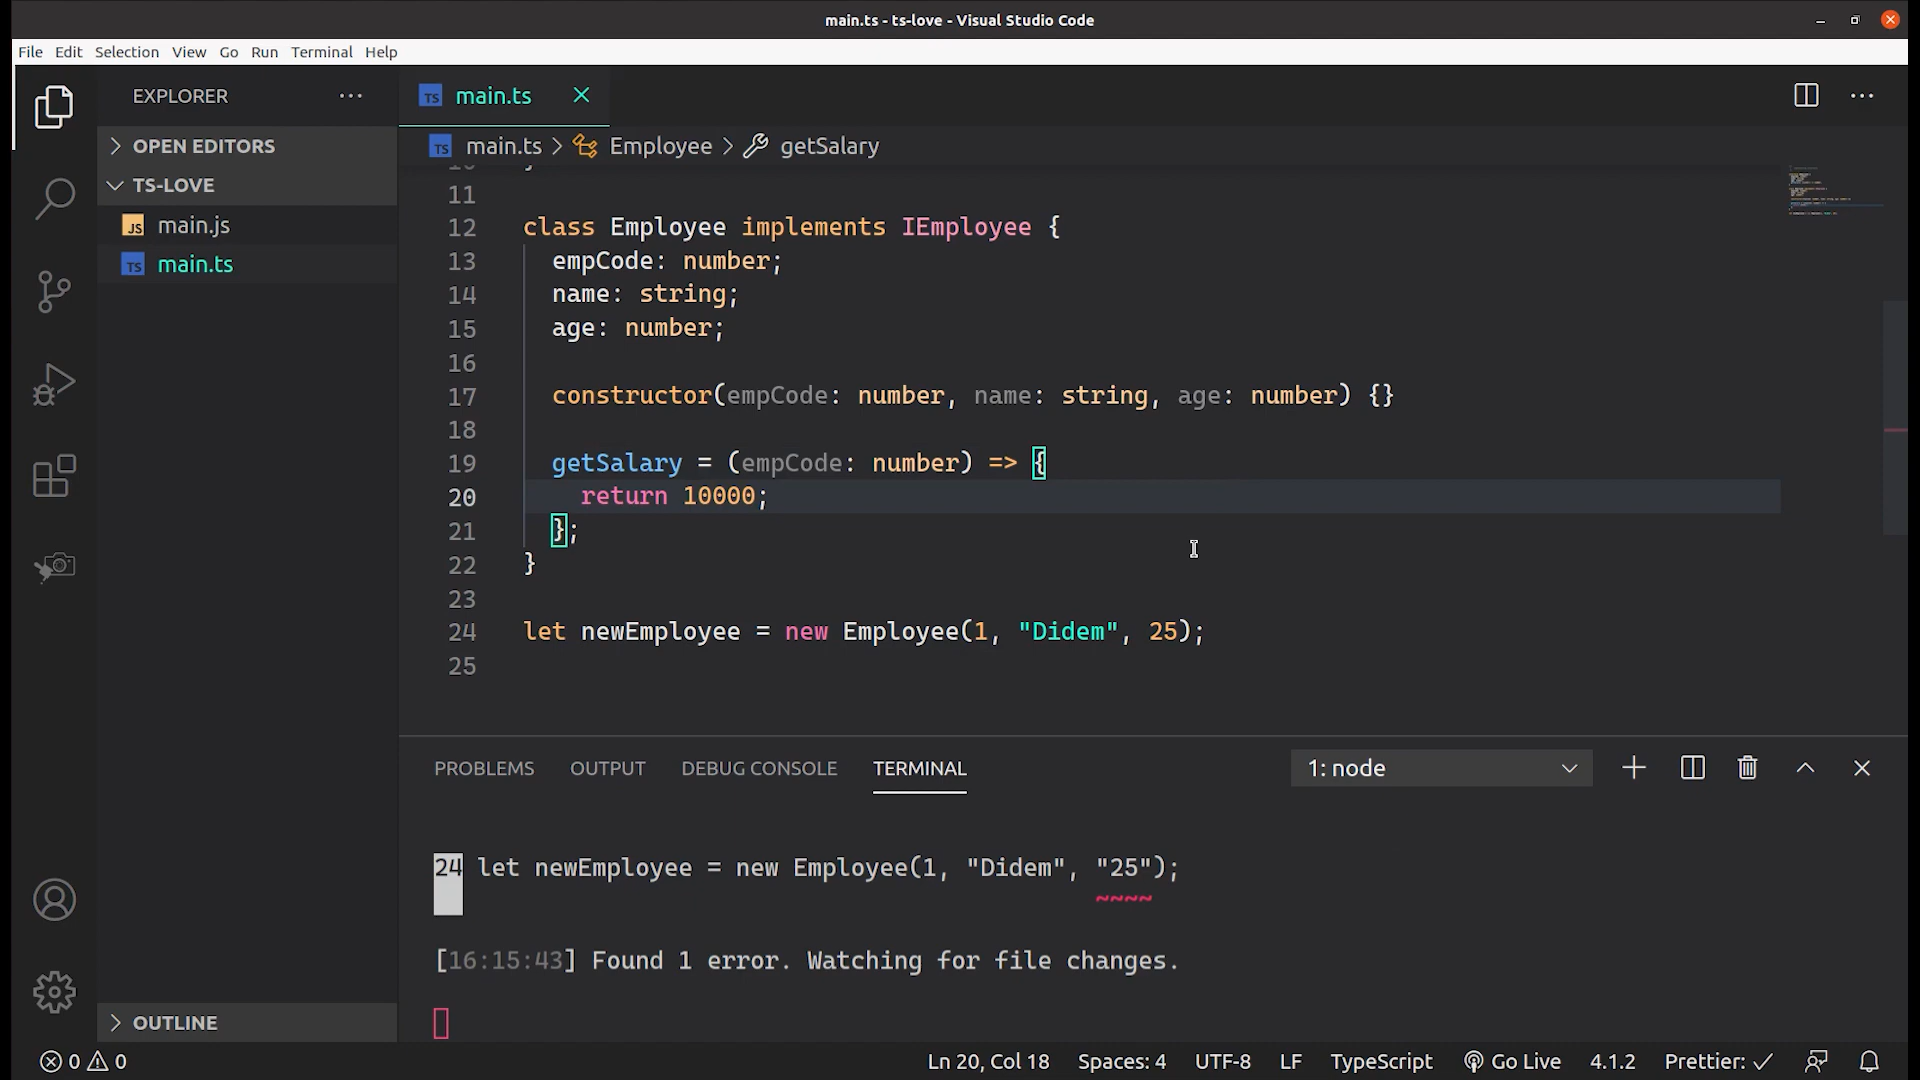 main.ts - ts-love - Visual Studio Code
File Edit Selection View Go Run Terminal Help
EXPLORER
OPEN EDITORS
TS-LOVE
JS main.js
TS main.ts
TS main.ts
TS main.ts > Employee > getSalary
11
12 class Employee implements IEmployee {
13 empCode: number;
14 name: string;
15 age: number;
16
17 constructor(empCode: number, name: string, age: number) {}
18
19 getSalary = (empCode: number) => {
20 return 10000;
21 };
22 }
23
24 let newEmployee = new Employee(1, "Didem", 25);
25
PROBLEMS OUTPUT DEBUG CONSOLE TERMINAL 1: node
24 let newEmployee = new Employee(1, "Didem", "25");
~~~~
[16:15:43] Found 1 error. Watching for file changes.
OUTLINE
0 0 Ln 20, Col 18 Spaces: 4 UTF-8 LF TypeScript Go Live 4.1.2 Prettier: ✓